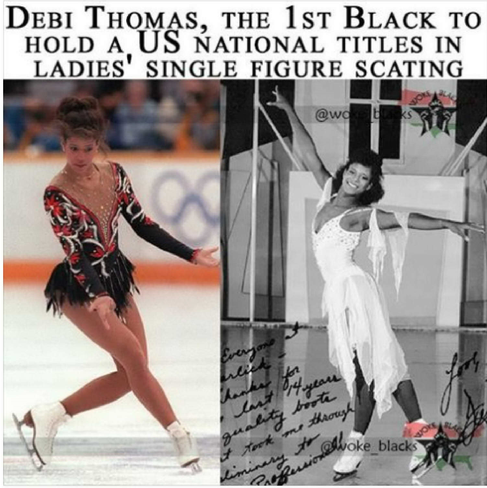 DEBI THOMAS, THE 1ST BLACK TO
HOLD A US NATIONAL TITLES IN
LADIES' SINGLE FIGURE SCATING
@woke_blacks
Everyone at
for
last 14 years
quality boots
it took me through
to
Professional
@woke_blacks